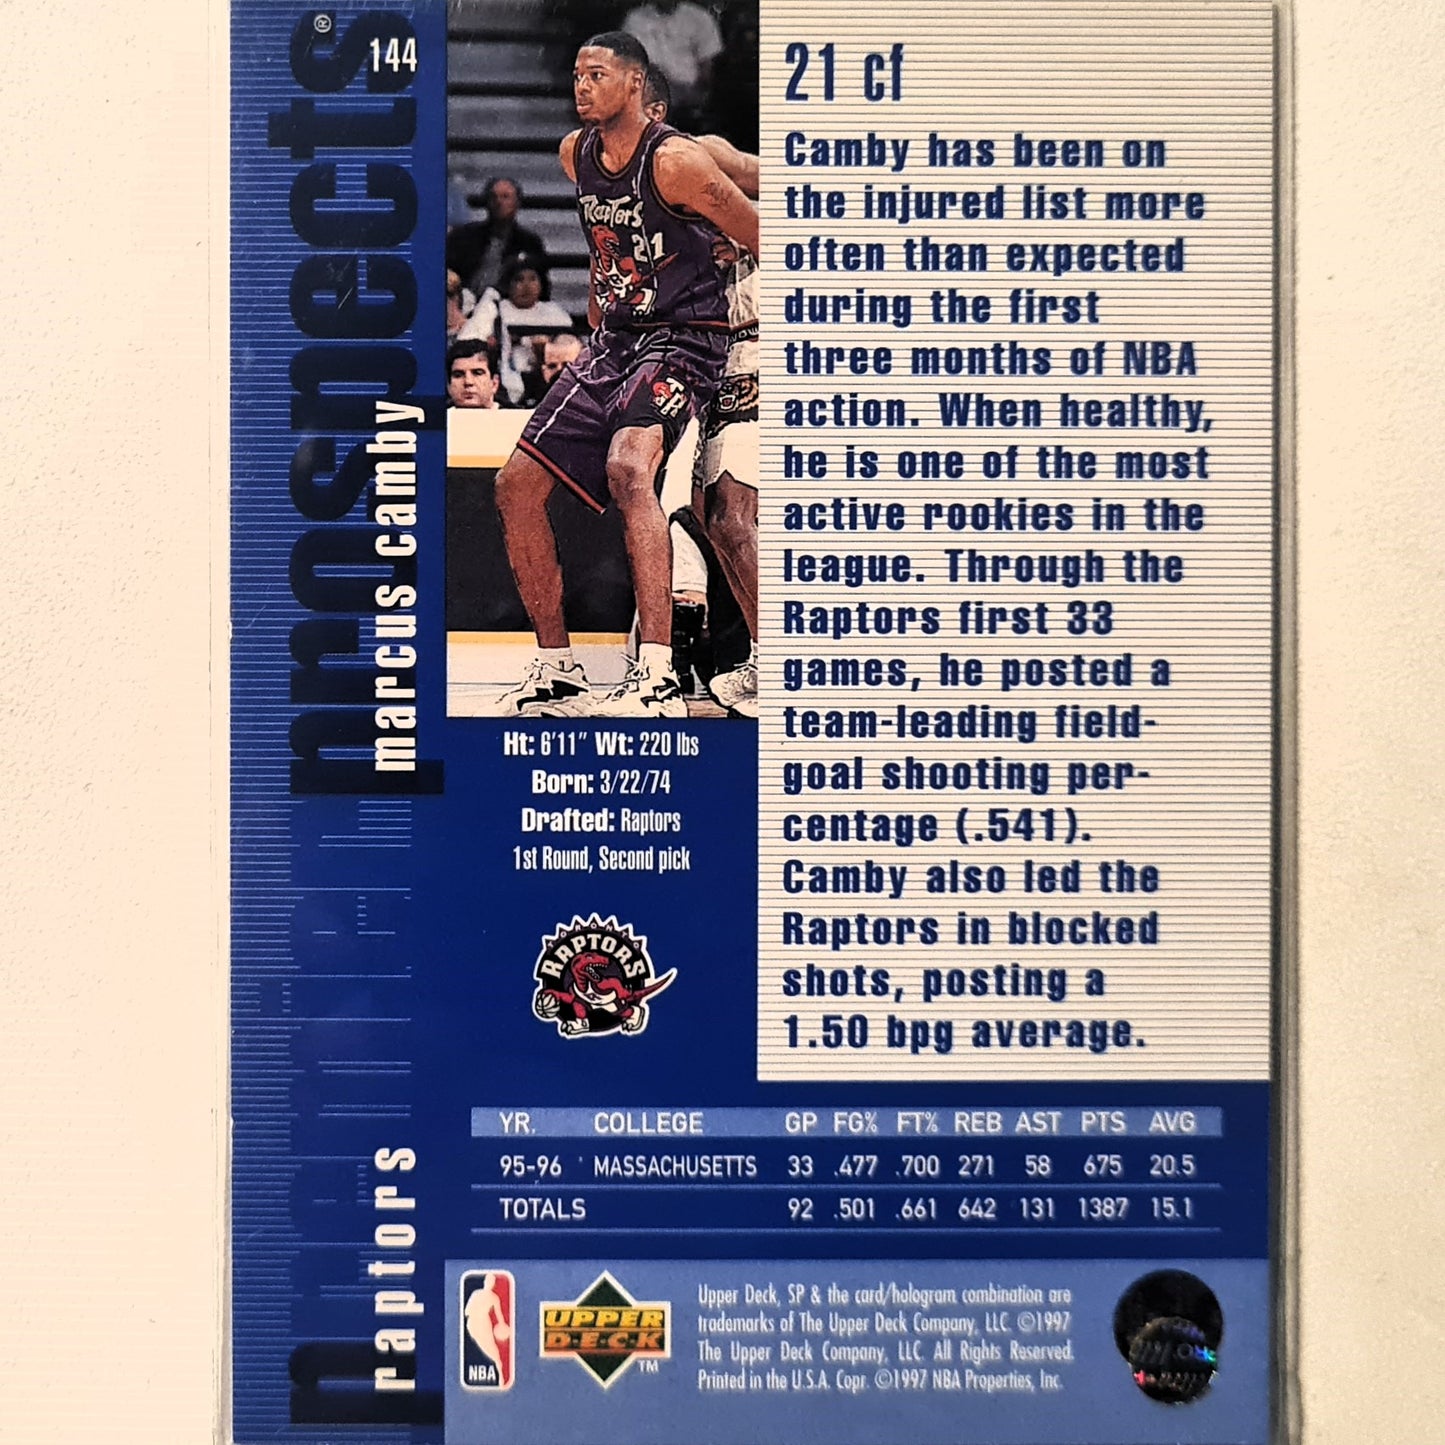 144
prospects®
marcus camby
raptors
RapTors
21
Ht: 6'11" Wt: 220 lbs
Born: 3/22/74
Drafted: Raptors
1st Round, Second pick
TORONTO
RAPTORS
21 cf
Camby has been on
the injured list more
often than expected
during the first
three months of NBA
action. When healthy,
he is one of the most
active rookies in the
league. Through the
Raptors first 33
games, he posted a
team-leading field-
goal shooting per-
centage (.541).
Camby also led the
Raptors in blocked
shots, posting a
1.50 bpg average.
YR. COLLEGE GP FG% FT% REB AST PTS AVG
95-96 MASSACHUSETTS 33 .477 .700 271 58 675 20.5
TOTALS 92 .501 .661 642 131 1387 15.1
NBA
UPPER
D·E·C·K
TM
Upper Deck, SP & the card/hologram combination are
trademarks of The Upper Deck Company, LLC. ©1997
The Upper Deck Company, LLC. All Rights Reserved.
Printed in the U.S.A. Copr. ©1997 NBA Properties, Inc.